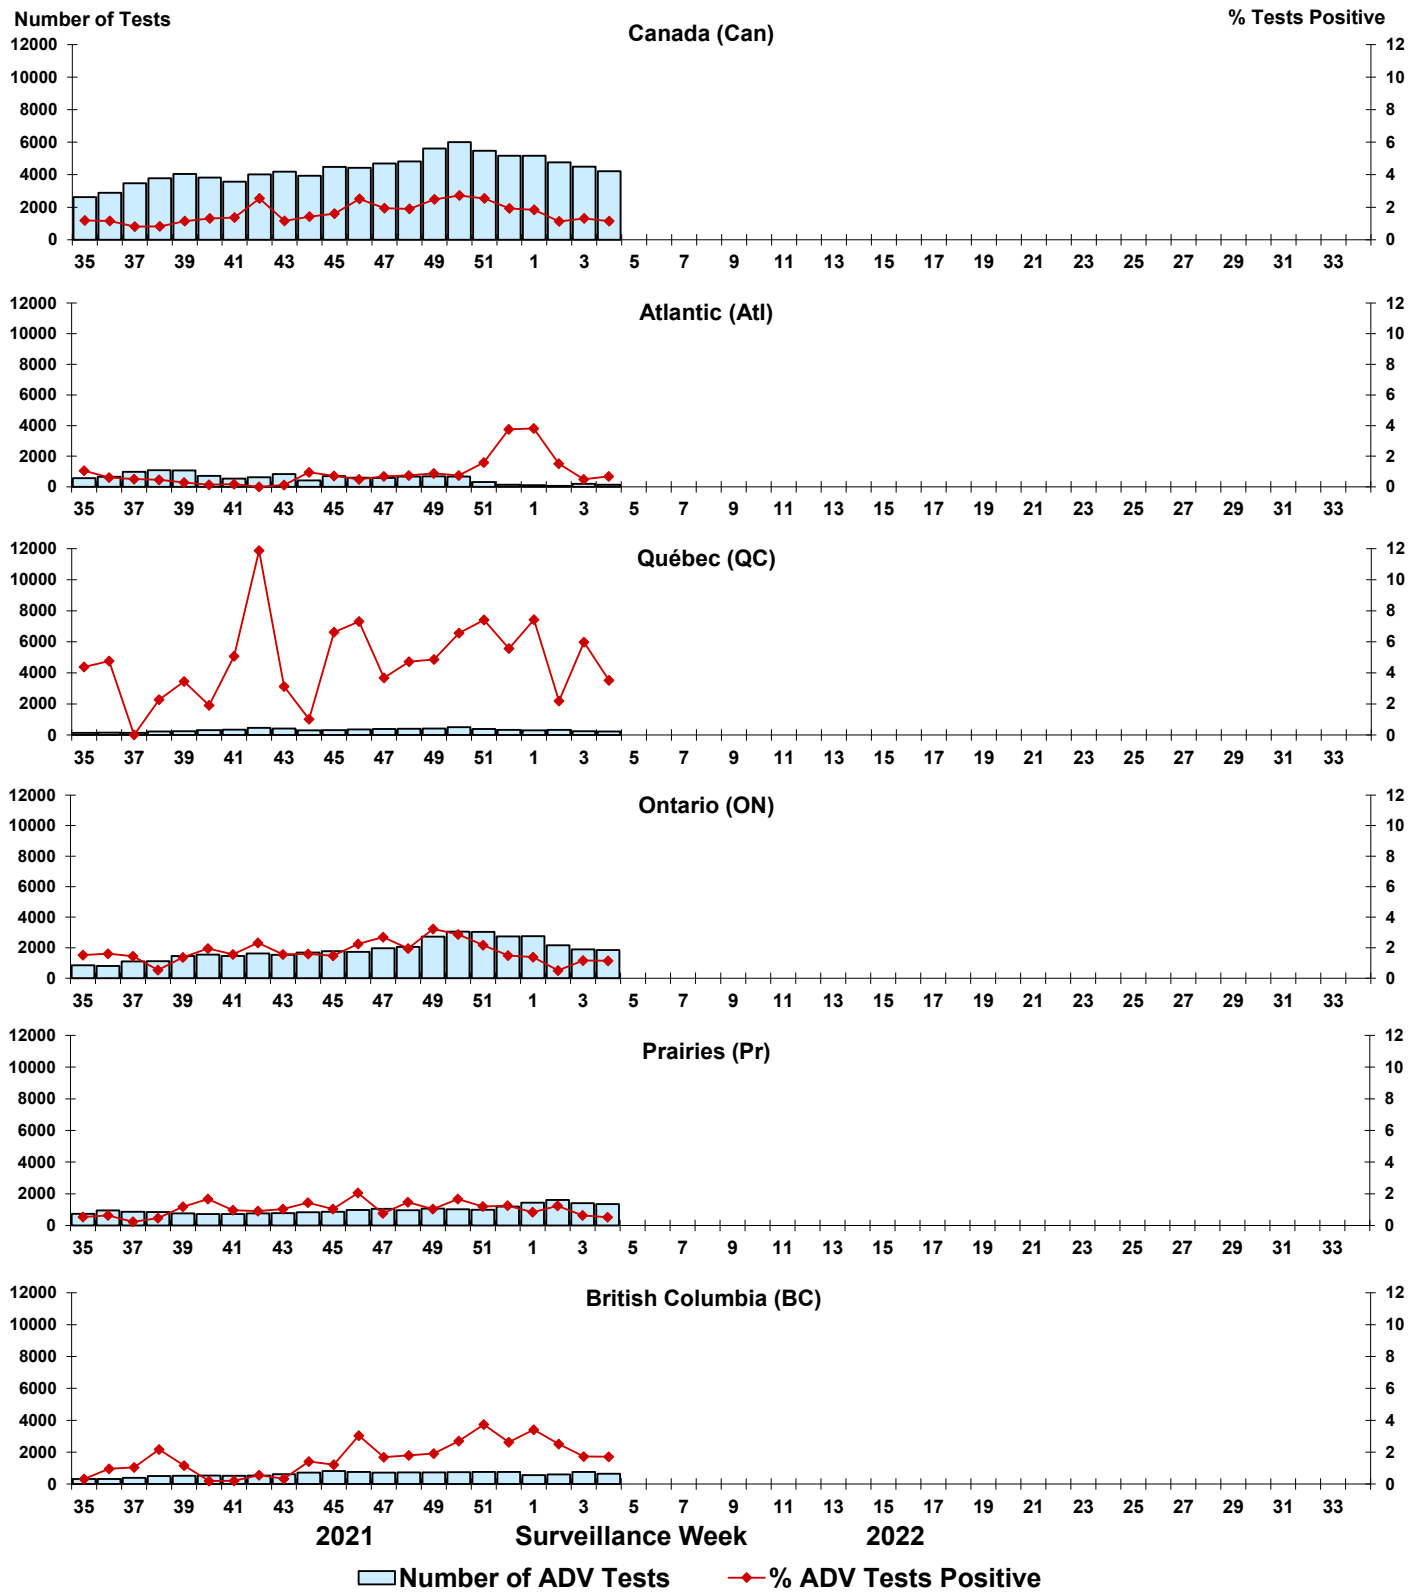 Number of Tests
% Tests Positive
Canada (Can)
12000 12
10000 10
8000 8
6000 6
4000 4
2000 2
0 0
35 37 39 41 43 45 47 49 51 1 3 5 7 9 11 13 15 17 19 21 23 25 27 29 31 33
Atlantic (Atl)
12000 12
10000 10
8000 8
6000 6
4000 4
2000 2
0 0
35 37 39 41 43 45 47 49 51 1 3 5 7 9 11 13 15 17 19 21 23 25 27 29 31 33
Québec (QC)
12000 12
10000 10
8000 8
6000 6
4000 4
2000 2
0 0
35 37 39 41 43 45 47 49 51 1 3 5 7 9 11 13 15 17 19 21 23 25 27 29 31 33
Ontario (ON)
12000 12
10000 10
8000 8
6000 6
4000 4
2000 2
0 0
35 37 39 41 43 45 47 49 51 1 3 5 7 9 11 13 15 17 19 21 23 25 27 29 31 33
Prairies (Pr)
12000 12
10000 10
8000 8
6000 6
4000 4
2000 2
0 0
35 37 39 41 43 45 47 49 51 1 3 5 7 9 11 13 15 17 19 21 23 25 27 29 31 33
British Columbia (BC)
12000 12
10000 10
8000 8
6000 6
4000 4
2000 2
0 0
35 37 39 41 43 45 47 49 51 1 3 5 7 9 11 13 15 17 19 21 23 25 27 29 31 33
2021 Surveillance Week 2022
Number of ADV Tests % ADV Tests Positive